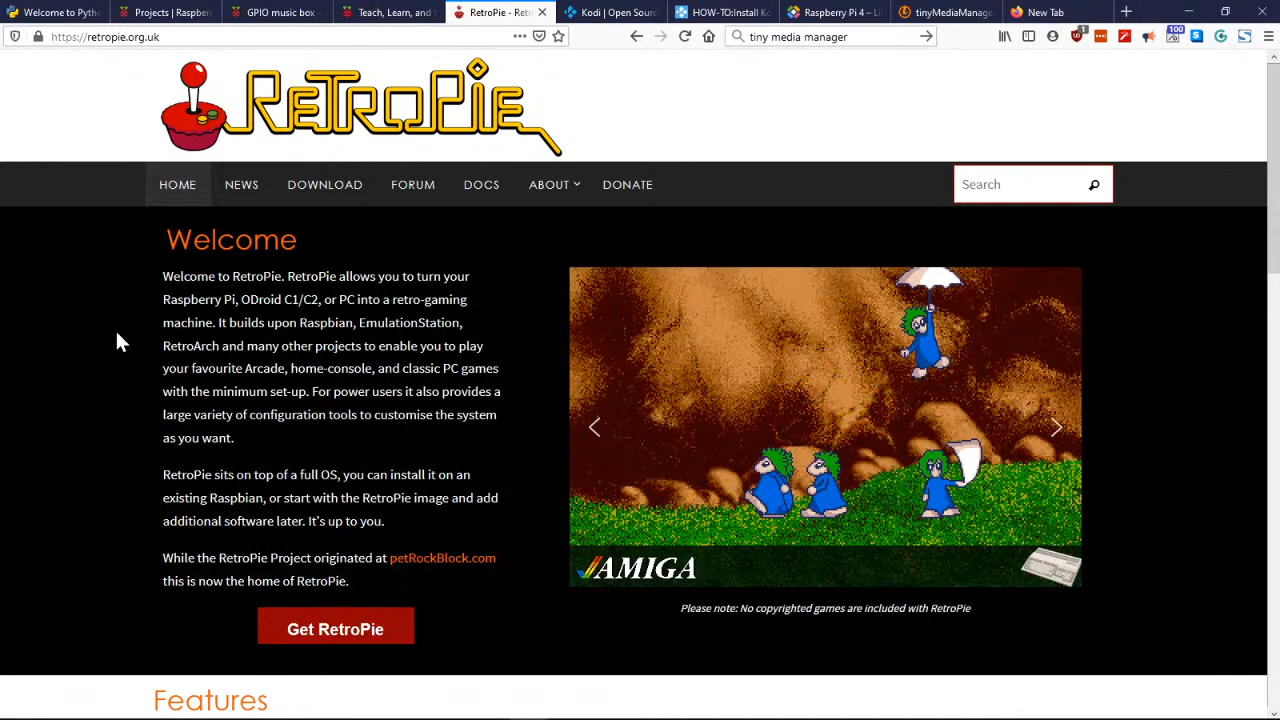 Welcome to Pyth
Projects | Raspberr
GPIO music box -
Teach, Learn, and
RetroPie - Retr
Kodi | Open Sourc
HOW-TO:Install Ko
Raspberry Pi 4 – Li
tinyMediaManage
New Tab
https://retropie.org.uk
tiny media manager
1
100
RETROPIE
HOME
NEWS
DOWNLOAD
FORUM
DOCS
ABOUT
DONATE
Search
Welcome
Welcome to RetroPie. RetroPie allows you to turn your
Raspberry Pi, ODroid C1/C2, or PC into a retro-gaming
machine. It builds upon Raspbian, EmulationStation,
RetroArch and many other projects to enable you to play
your favourite Arcade, home-console, and classic PC games
with the minimum set-up. For power users it also provides a
large variety of configuration tools to customise the system
as you want.
RetroPie sits on top of a full OS, you can install it on an
existing Raspbian, or start with the RetroPie image and add
additional software later. It’s up to you.
While the RetroPie Project originated at petRockBlock.com
this is now the home of RetroPie.
Get RetroPie
AMIGA
Please note: No copyrighted games are included with RetroPie
Features